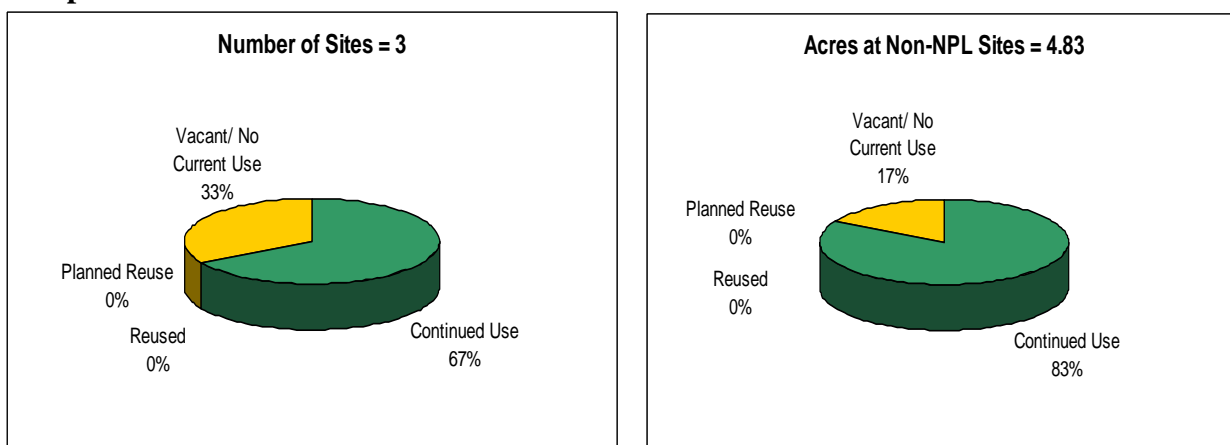 Number of Sites = 3
Vacant/ No
Current Use
33%
Planned Reuse
0%
Reused
0%
Continued Use
67%
Acres at Non-NPL Sites = 4.83
Vacant/ No
Current Use
17%
Planned Reuse
0%
Reused
0%
Continued Use
83%